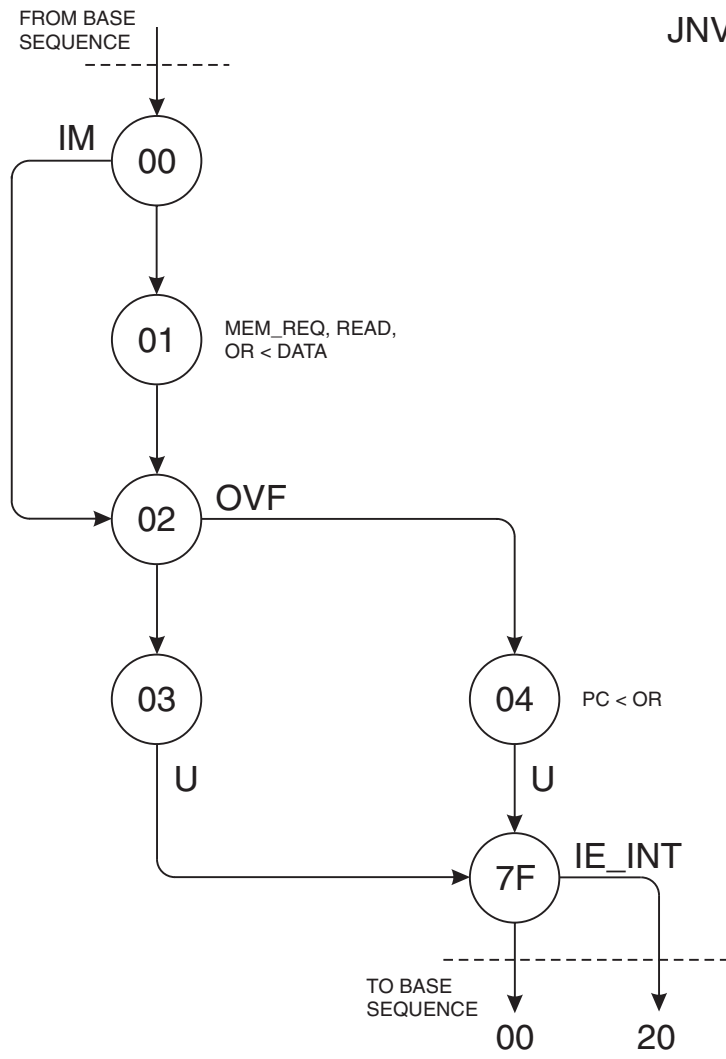 FROM BASE
SEQUENCE
JNV
IM
00
01
MEM_REQ, READ,
OR < DATA
02
OVF
03
04
PC < OR
U
U
7F
IE_INT
TO BASE
SEQUENCE
00
20